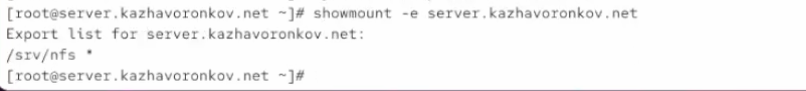 [root@server.kazhavoronkov.net ~]# showmount -e server.kazhavoronkov.net
Export list for server.kazhavoronkov.net:
/srv/nfs *
[root@server.kazhavoronkov.net ~]#